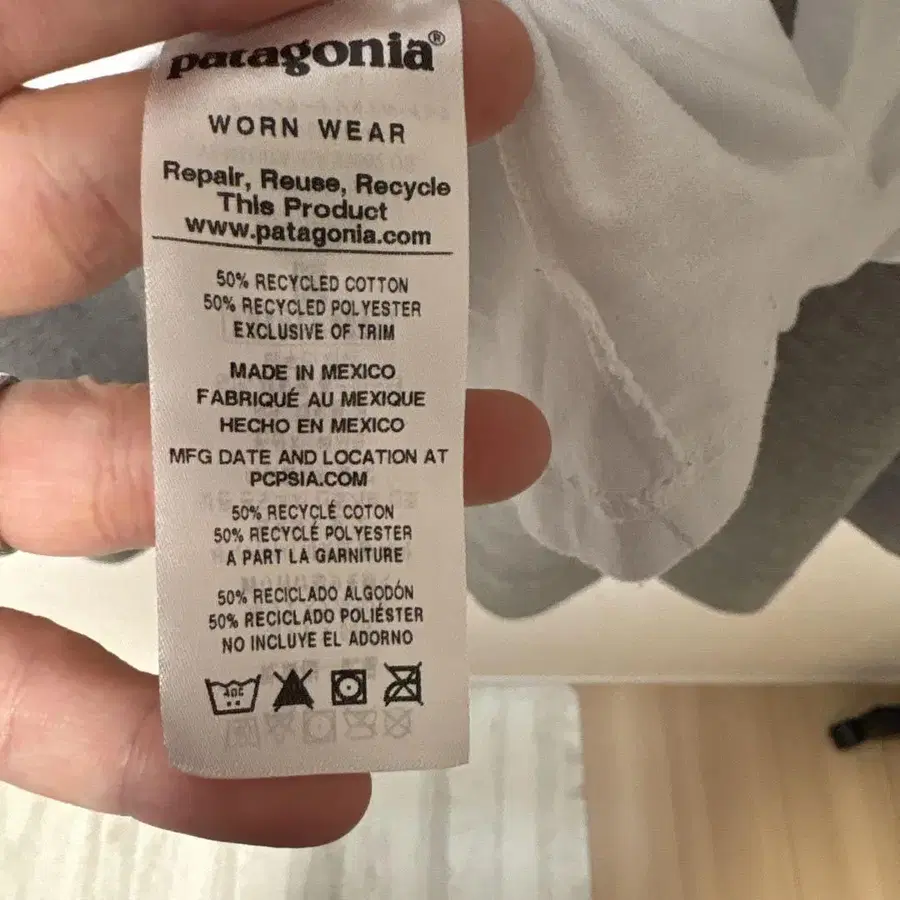 patagonia®
WORN WEAR
Repair, Reuse, Recycle
This Product
www.patagonia.com
50% RECYCLED COTTON
50% RECYCLED POLYESTER
EXCLUSIVE OF TRIM
MADE IN MEXICO
FABRIQUÉ AU MEXIQUE
HECHO EN MEXICO
MFG DATE AND LOCATION AT
PCPSIA.COM
50% RECYCLÉ COTON
50% RECYCLÉ POLYESTER
A PART LA GARNITURE
50% RECICLADO ALGODÓN
50% RECICLADO POLIÉSTER
NO INCLUYE EL ADORNO
40C